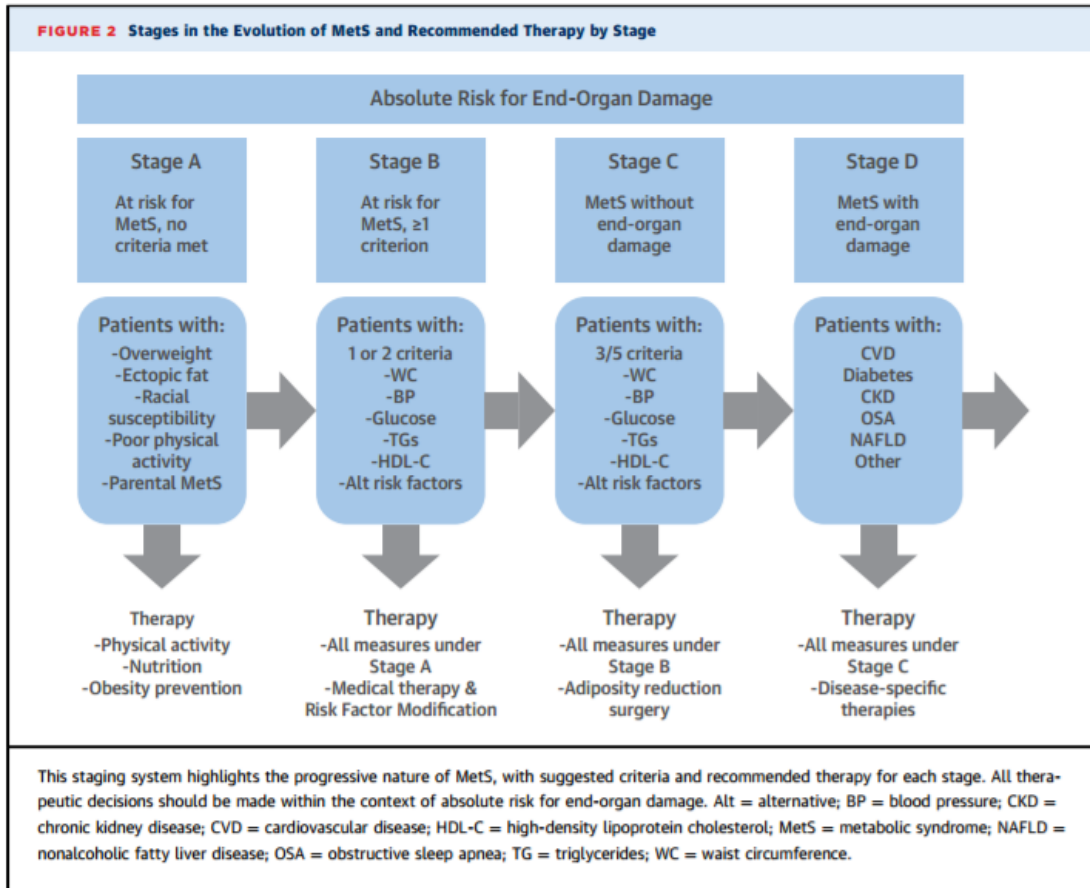 FIGURE 2 Stages in the Evolution of MetS and Recommended Therapy by Stage
Absolute Risk for End-Organ Damage
Stage A
At risk for
MetS, no
criteria met
Stage B
At risk for
MetS, ≥1
criterion
Stage C
MetS without
end-organ
damage
Stage D
MetS with
end-organ
damage
Patients with:
-Overweight
-Ectopic fat
-Racial
susceptibility
-Poor physical
activity
-Parental MetS
Patients with:
1 or 2 criteria
-WC
-BP
-Glucose
-TGs
-HDL-C
-Alt risk factors
Patients with:
3/5 criteria
-WC
-BP
-Glucose
-TGs
-HDL-C
-Alt risk factors
Patients with:
CVD
Diabetes
CKD
OSA
NAFLD
Other
Therapy
-Physical activity
-Nutrition
-Obesity prevention
Therapy
-All measures under
Stage A
-Medical therapy &
Risk Factor Modification
Therapy
-All measures under
Stage B
-Adiposity reduction
surgery
Therapy
-All measures under
Stage C
-Disease-specific
therapies
This staging system highlights the progressive nature of MetS, with suggested criteria and recommended therapy for each stage. All thera-
peutic decisions should be made within the context of absolute risk for end-organ damage. Alt = alternative; BP = blood pressure; CKD =
chronic kidney disease; CVD = cardiovascular disease; HDL-C = high-density lipoprotein cholesterol; MetS = metabolic syndrome; NAFLD =
nonalcoholic fatty liver disease; OSA = obstructive sleep apnea; TG = triglycerides; WC = waist circumference.